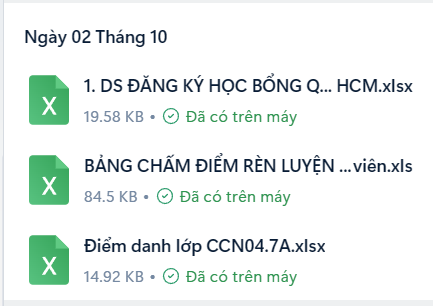 Ngày 02 Tháng 10
1. DS ĐĂNG KÝ HỌC BỔNG Q... HCM.xlsx
19.58 KB • Đã có trên máy
BẢNG CHẤM ĐIỂM RÈN LUYỆN ...viên.xls
84.5 KB • Đã có trên máy
Điểm danh lớp CCN04.7A.xlsx
14.92 KB • Đã có trên máy